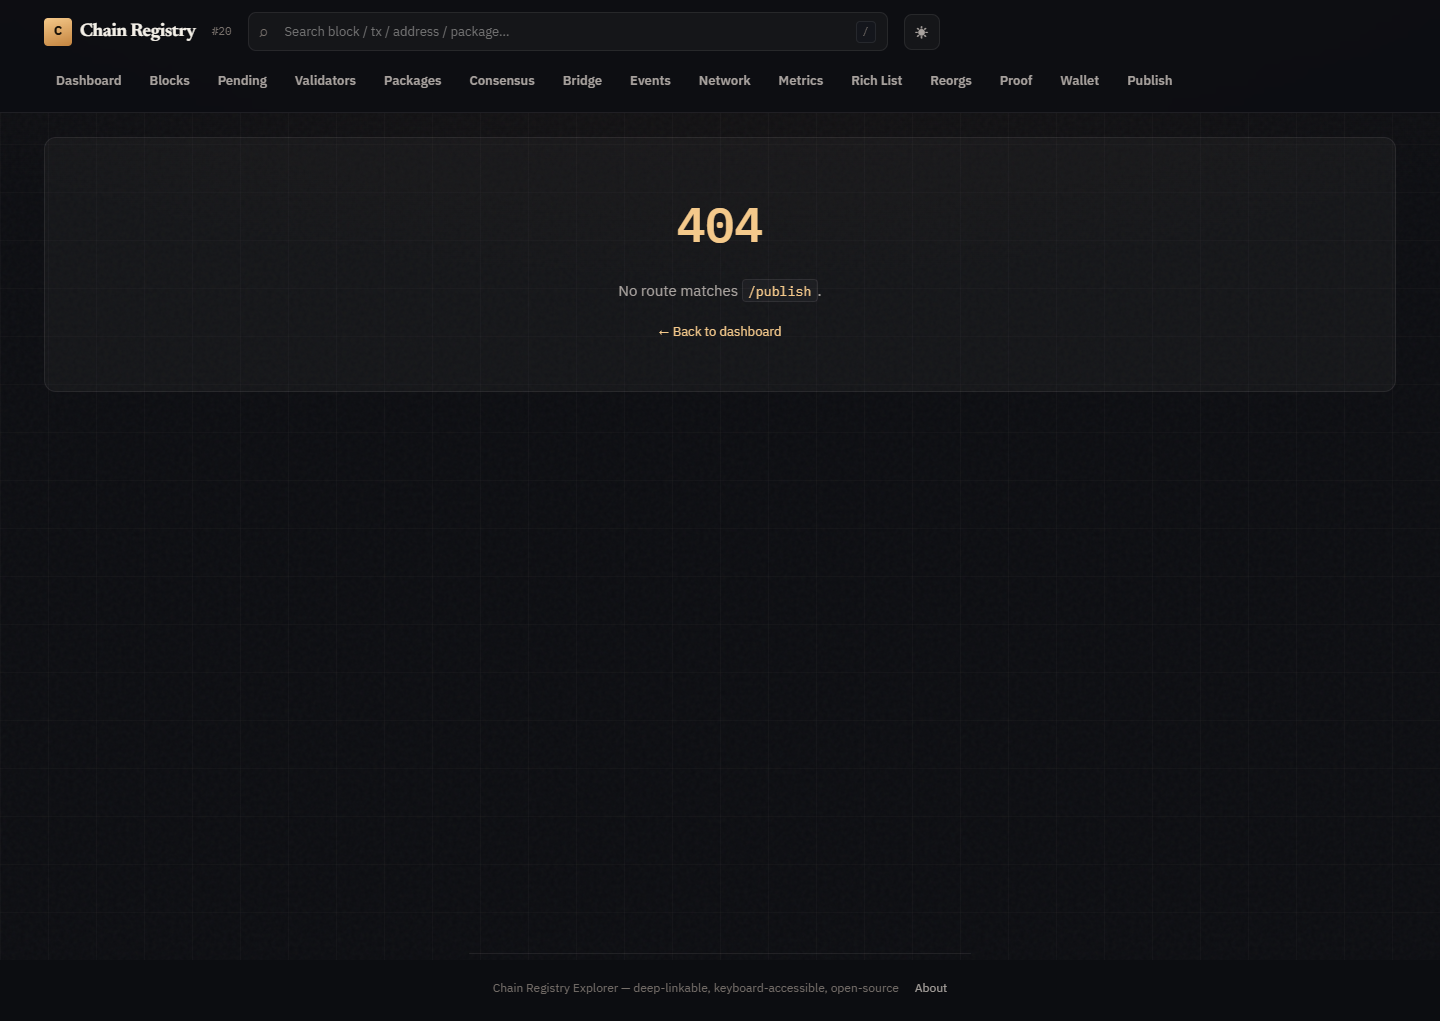 C Chain Registry #20 Search block / tx / address / package... /
Dashboard Blocks Pending Validators Packages Consensus Bridge Events Network Metrics Rich List Reorgs Proof Wallet Publish
404
No route matches /publish.
← Back to dashboard
Chain Registry Explorer — deep-linkable, keyboard-accessible, open-source About